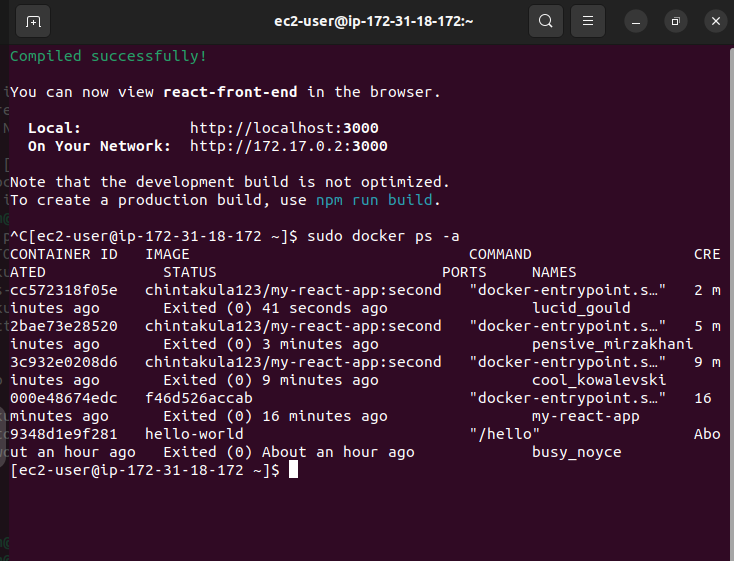 ec2-user@ip-172-31-18-172:~
Compiled successfully!
You can now view react-front-end in the browser.
Local: http://localhost:3000
On Your Network: http://172.17.0.2:3000
Note that the development build is not optimized.
To create a production build, use npm run build.
^C[ec2-user@ip-172-31-18-172 ~]$ sudo docker ps -a
CONTAINER ID   IMAGE                               COMMAND                  CRE
ATED             STATUS                         PORTS     NAMES
cc572318f05e   chintakula123/my-react-app:second   "docker-entrypoint.s…"   2 m
inutes ago       Exited (0) 41 seconds ago                lucid_gould
2bae73e28520   chintakula123/my-react-app:second   "docker-entrypoint.s…"   5 m
inutes ago       Exited (0) 3 minutes ago                 pensive_mirzakhani
3c932e0208d6   chintakula123/my-react-app:second   "docker-entrypoint.s…"   9 m
inutes ago       Exited (0) 9 minutes ago                 cool_kowalevski
000e48674edc   f46d526accab                        "docker-entrypoint.s…"   16
minutes ago      Exited (0) 16 minutes ago                my-react-app
9348d1e9f281   hello-world                         "/hello"                 Abo
ut an hour ago   Exited (0) About an hour ago             busy_noyce
[ec2-user@ip-172-31-18-172 ~]$